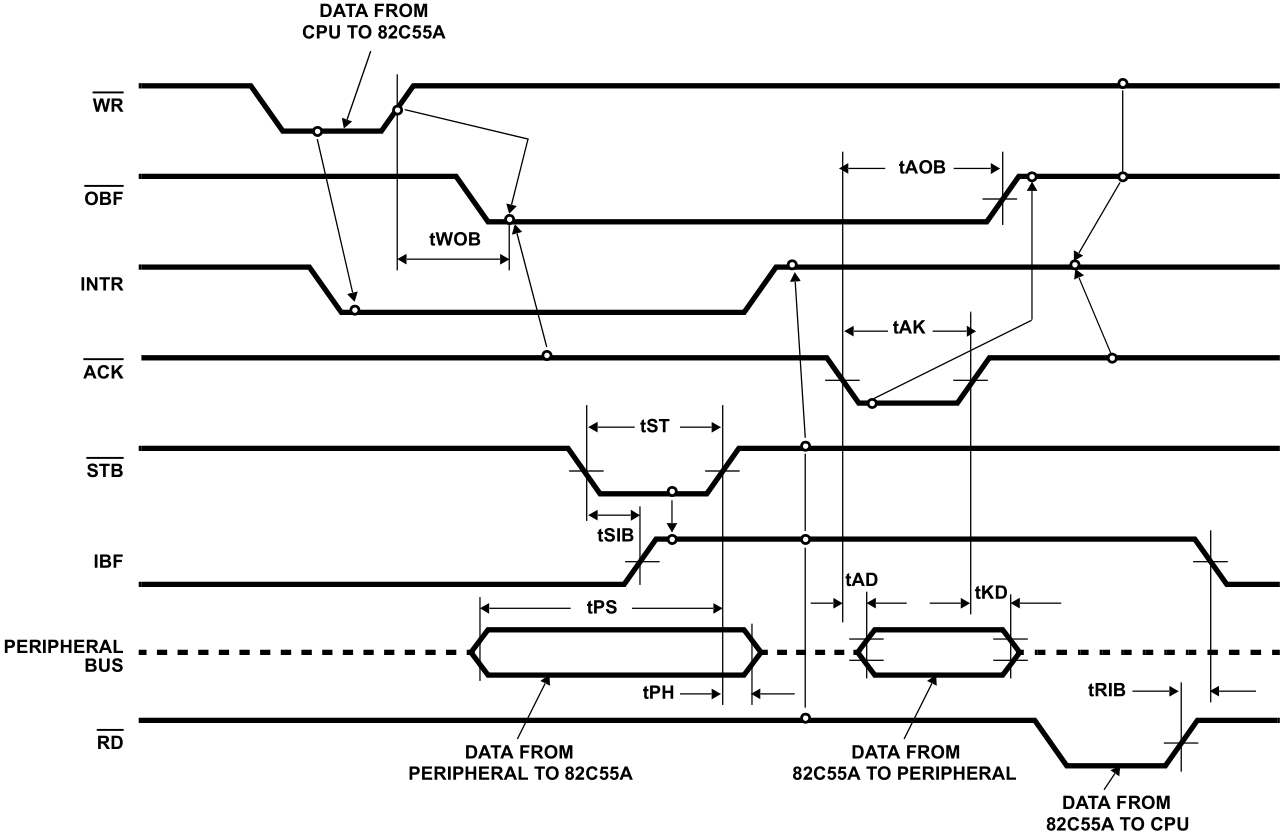 DATA FROM
CPU TO 82C55A
WR
tAOB
OBF
tWOB
INTR
tAK
ACK
tST
STB
tSIB
IBF
tAD
tKD
tPS
PERIPHERAL
BUS
tPH
tRIB
RD
DATA FROM
PERIPHERAL TO 82C55A
DATA FROM
82C55A TO PERIPHERAL
DATA FROM
82C55A TO CPU